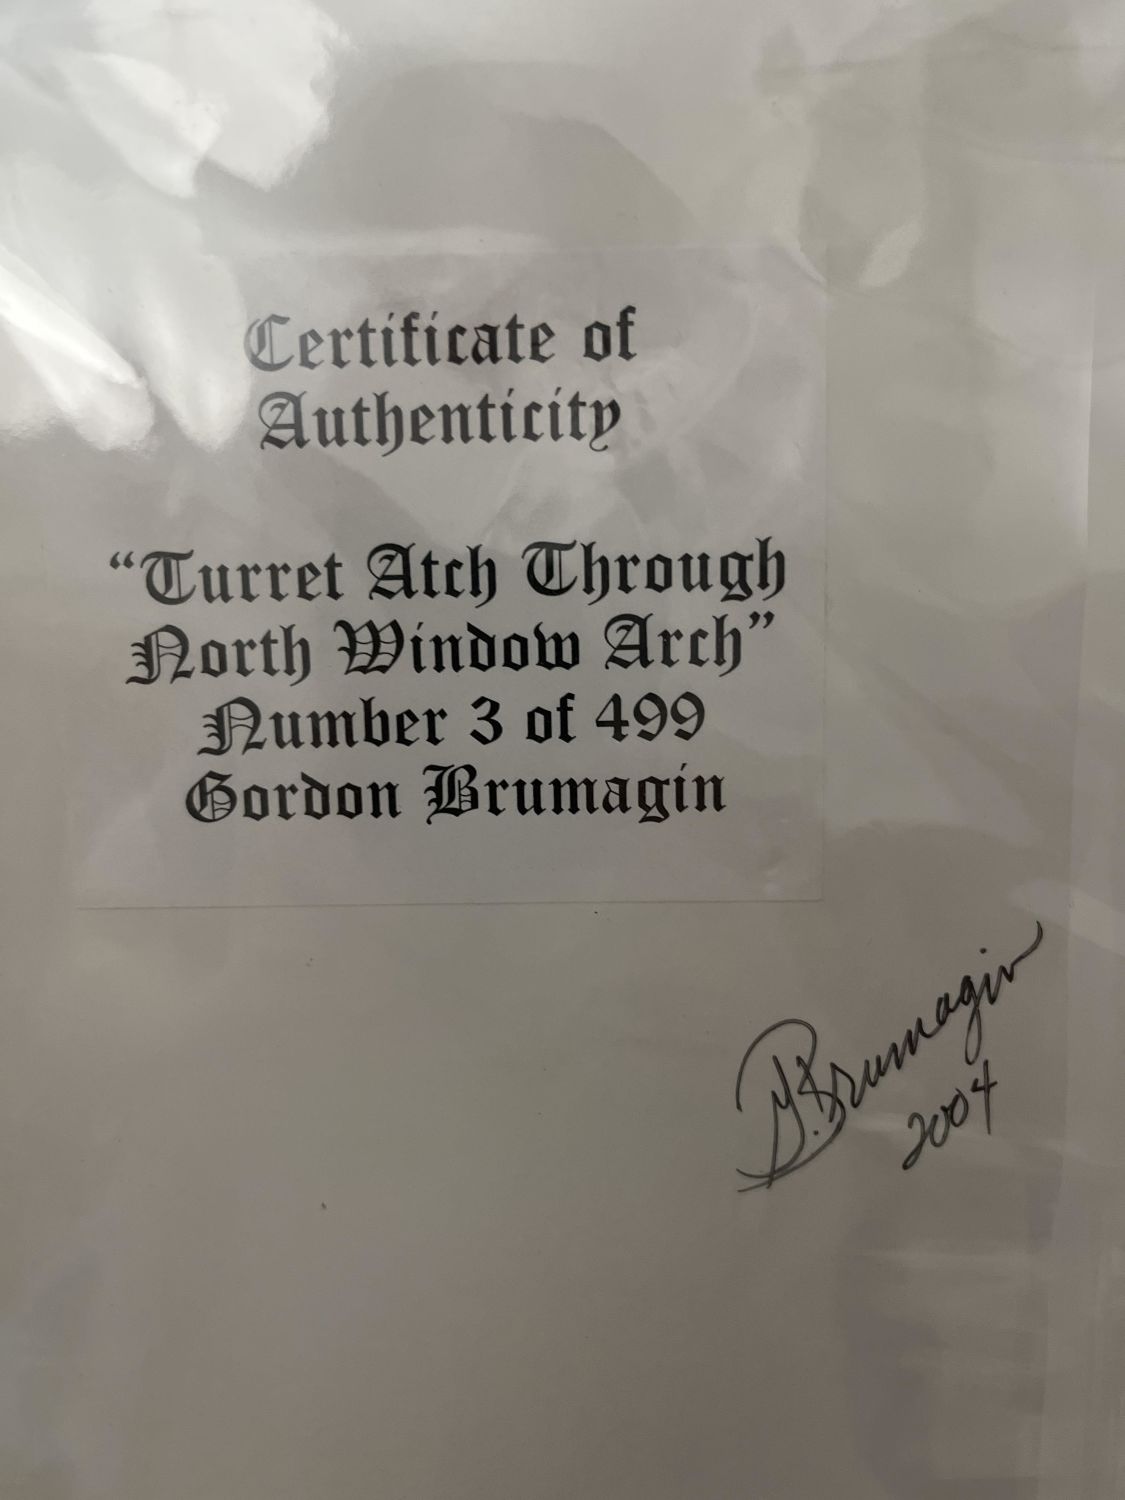 Certificate of
Authenticity
“Turret Atch Through
North Window Arch”
Number 3 of 499
Gordon Brumagin
G. Brumagin
2004